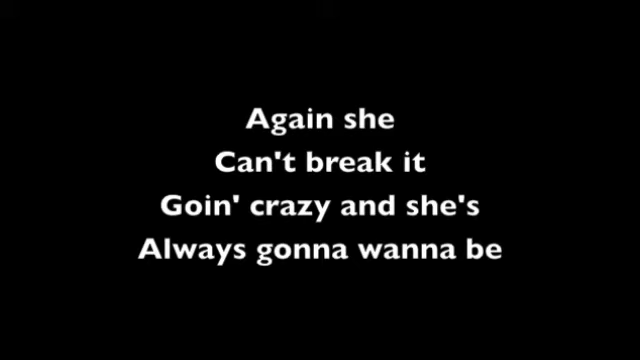 Again she
Can't break it
Goin' crazy and she's
Always gonna wanna be